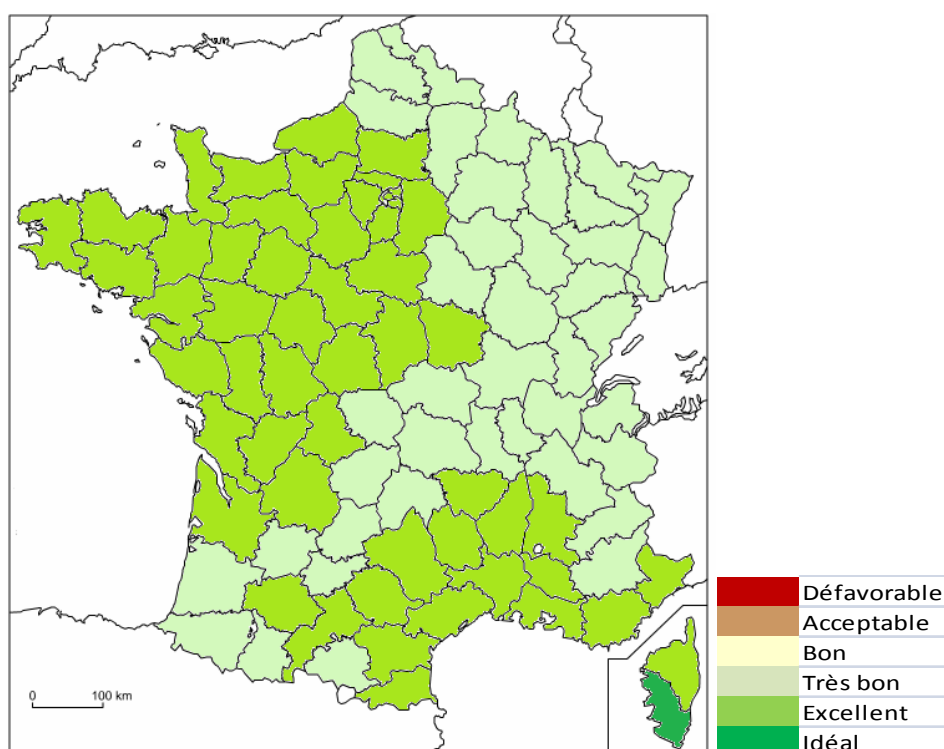 Défavorable
Acceptable
Bon
Très bon
Excellent
Idéal
0 100 km